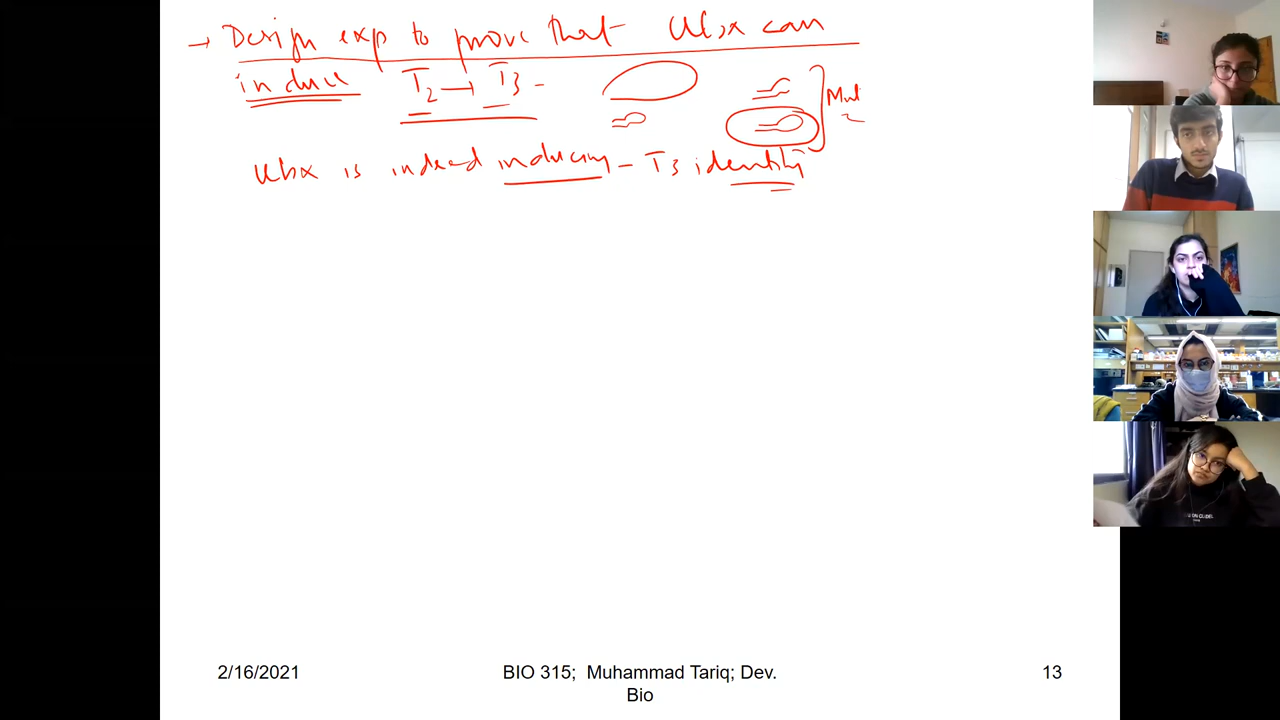 → Design exp to prove that Ubx can
induce T2 → T3 -
Mut
Ubx is indeed inducing - T3 identity
2/16/2021
BIO 315; Muhammad Tariq; Dev.
Bio
13